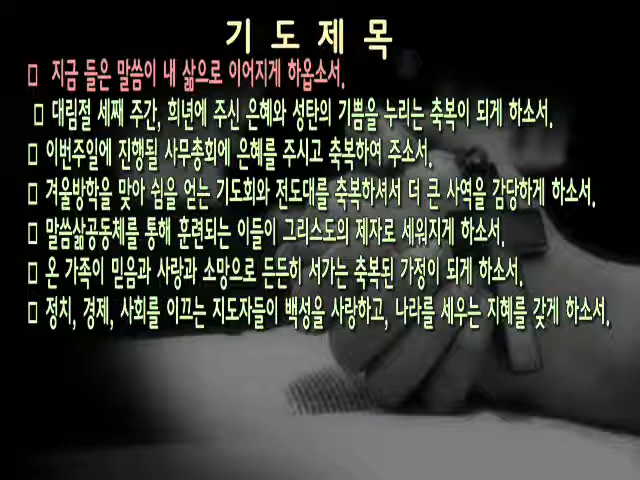 기 도 제 목
▯ 지금 들은 말씀이 내 삶으로 이어지게 하옵소서.
▯ 대림절 세째 주간, 희년에 주신 은혜와 성탄의 기쁨을 누리는 축복이 되게 하소서.
▯ 이번주일에 진행될 사무총회에 은혜를 주시고 축복하여 주소서.
▯ 겨울방학을 맞아 쉼을 얻는 기도회와 전도대를 축복하셔서 더 큰 사역을 감당하게 하소서.
▯ 말씀삶공동체를 통해 훈련되는 이들이 그리스도의 제자로 세워지게 하소서.
▯ 온 가족이 믿음과 사랑과 소망으로 든든히 서가는 축복된 가정이 되게 하소서.
▯ 정치, 경제, 사회를 이끄는 지도자들이 백성을 사랑하고, 나라를 세우는 지혜를 갖게 하소서.